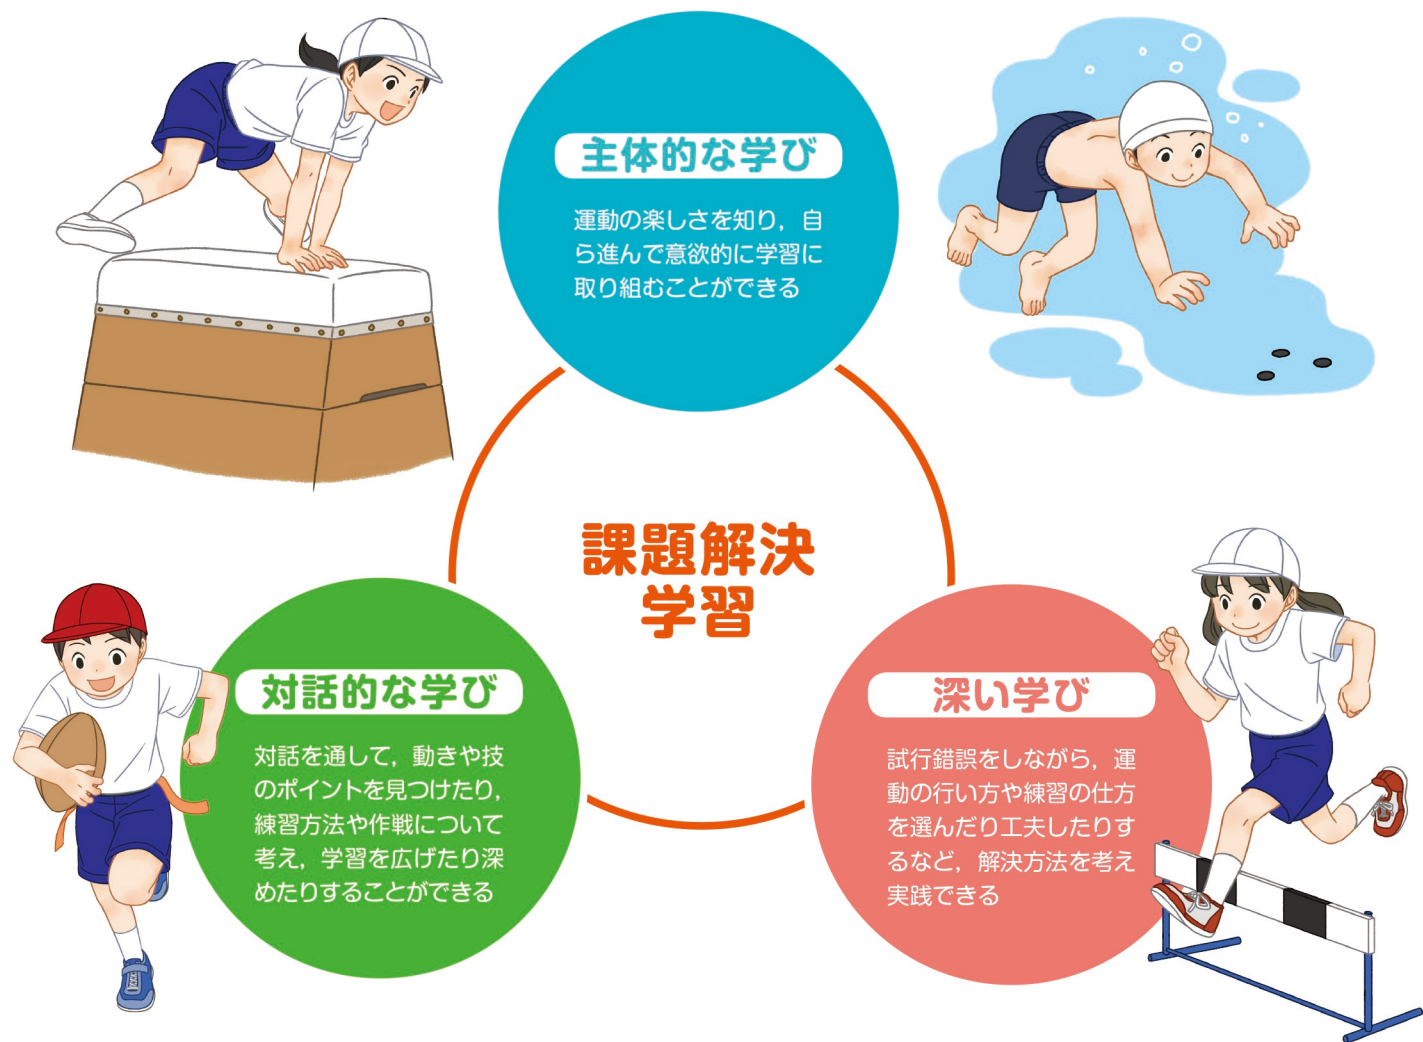 主体的な学び
運動の楽しさを知り，自
ら進んで意欲的に学習に
取り組むことができる
課題解決
学習
対話的な学び
対話を通して，動きや技
のポイントを見つけたり，
練習方法や作戦について
考え，学習を広げたり深
めたりすることができる
深い学び
試行錯誤をしながら，運
動の行い方や練習の仕方
を選んだり工夫したりす
るなど，解決方法を考え
実践できる